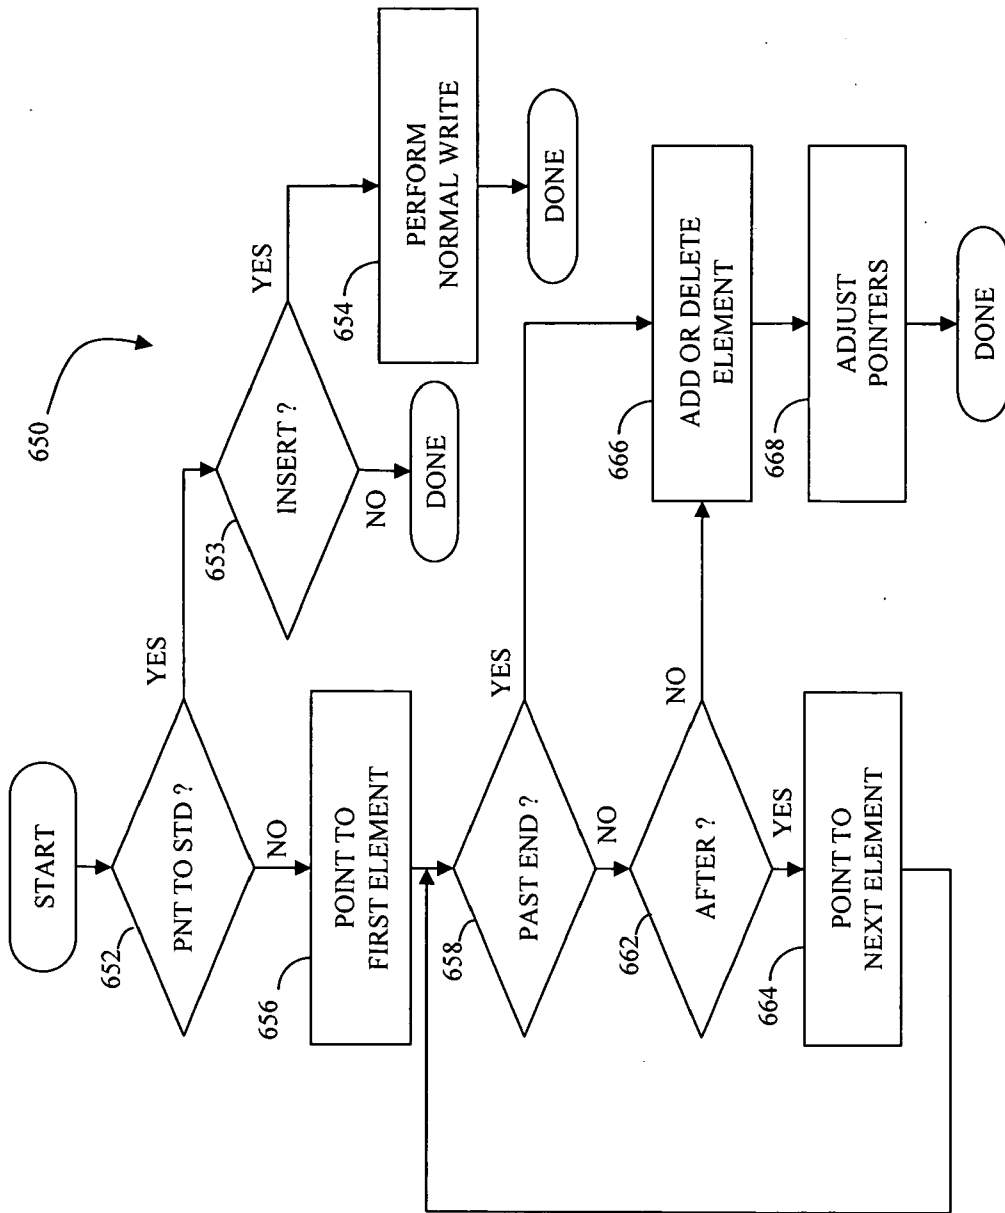 650
START
652
PNT TO STD ?
YES
NO
653
INSERT ?
YES
NO
DONE
654
PERFORM
NORMAL WRITE
DONE
656
POINT TO
FIRST ELEMENT
658
PAST END ?
YES
NO
662
AFTER ?
NO
YES
664
POINT TO
NEXT ELEMENT
666
ADD OR DELETE
ELEMENT
668
ADJUST
POINTERS
DONE